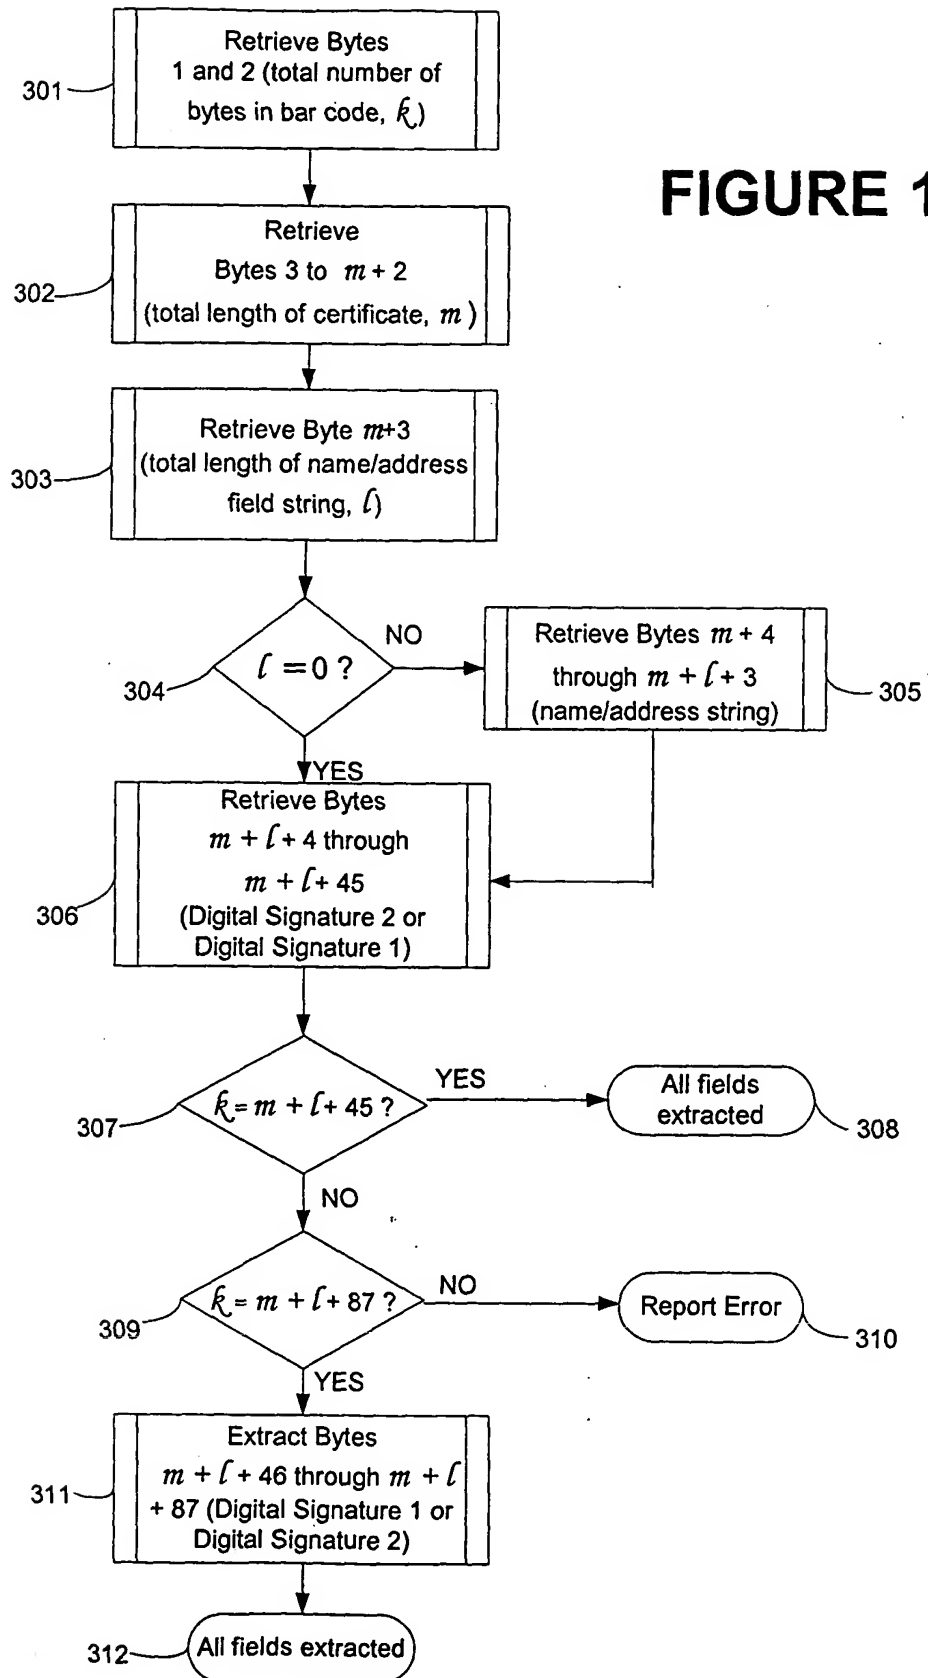 Retrieve Bytes
1 and 2 (total number of
bytes in bar code, k)
301
FIGURE 1
Retrieve
Bytes 3 to m + 2
(total length of certificate, m )
302
Retrieve Byte m+3
(total length of name/address
field string, l)
303
l = 0 ?
304
NO
Retrieve Bytes m + 4
through m + l + 3
(name/address string)
305
YES
Retrieve Bytes
m + l + 4 through
m + l + 45
(Digital Signature 2 or
Digital Signature 1)
306
k = m + l + 45 ?
307
YES
All fields
extracted
308
NO
k = m + l + 87 ?
309
NO
Report Error
310
YES
Extract Bytes
m + l + 46 through m + l
+ 87 (Digital Signature 1 or
Digital Signature 2)
311
All fields extracted
312